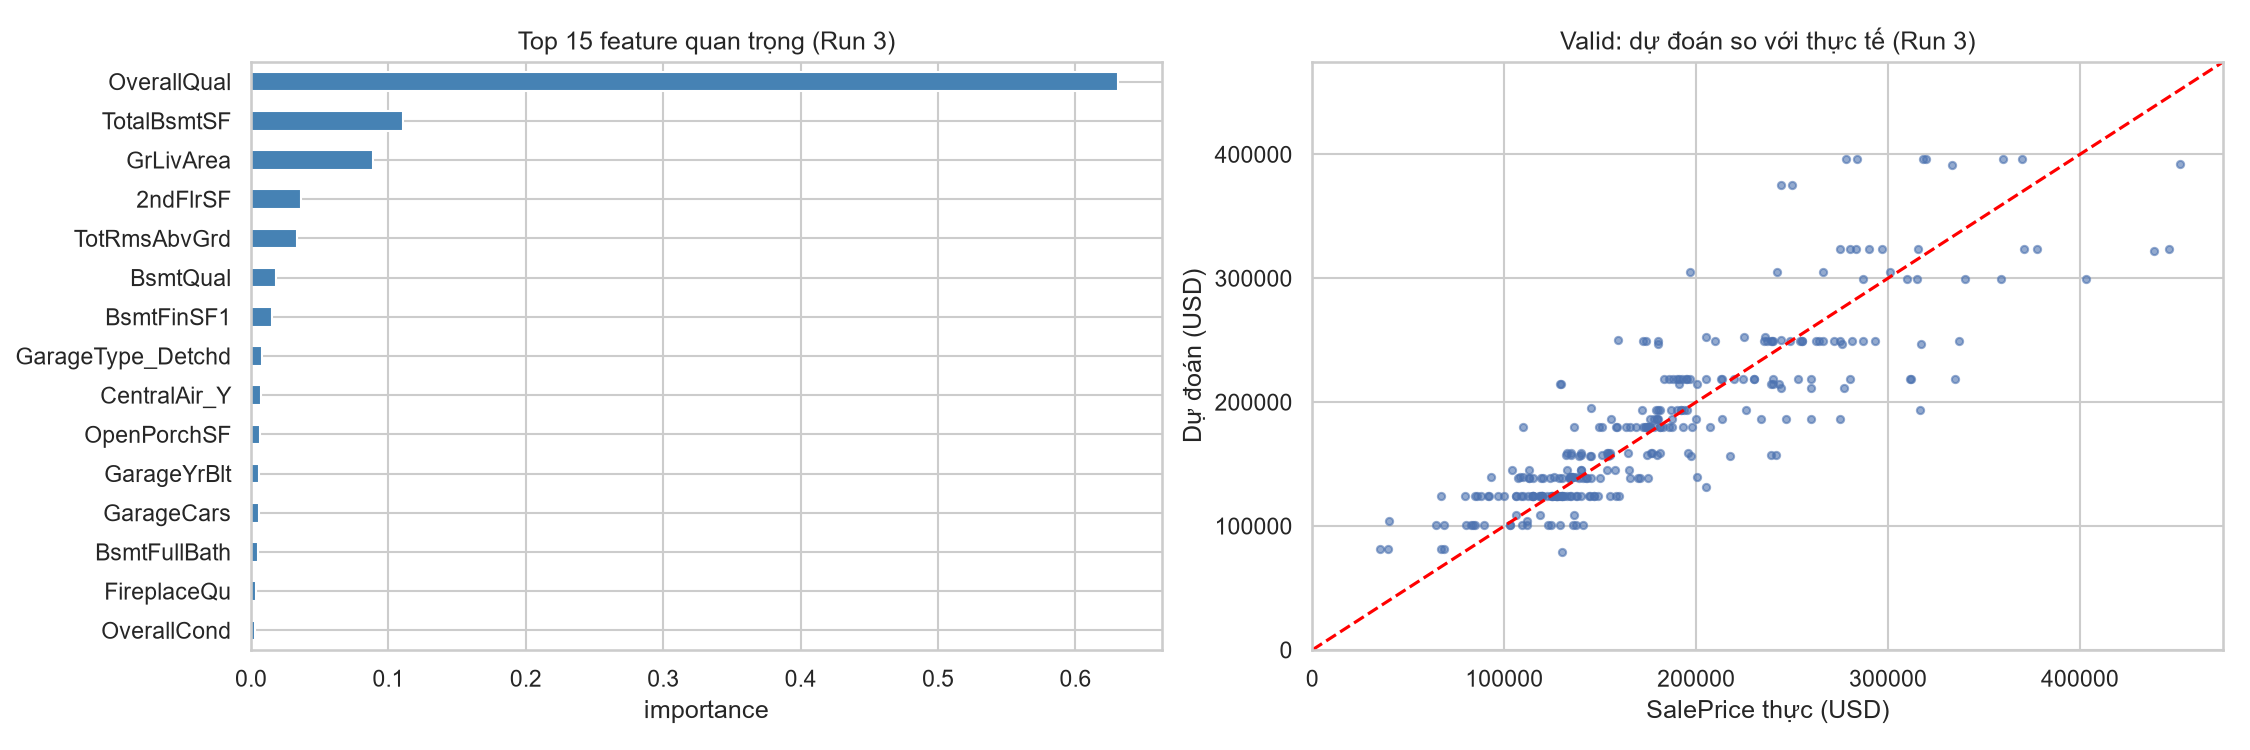 Top 15 feature quan trọng (Run 3)
OverallQual
TotalBsmtSF
GrLivArea
2ndFlrSF
TotRmsAbvGrd
BsmtQual
BsmtFinSF1
GarageType_Detchd
CentralAir_Y
OpenPorchSF
GarageYrBlt
GarageCars
BsmtFullBath
FireplaceQu
OverallCond
0.0 0.1 0.2 0.3 0.4 0.5 0.6
importance
Valid: dự đoán so với thực tế (Run 3)
Dự đoán (USD)
400000
300000
200000
100000
0
0 100000 200000 300000 400000
SalePrice thực (USD)